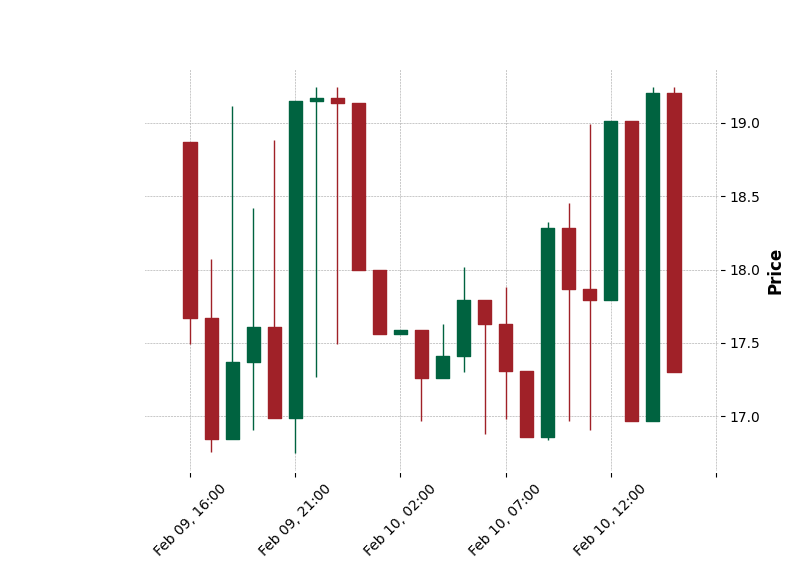 19.0
18.5
18.0
17.5
17.0
Price
Feb 09, 16:00
Feb 09, 21:00
Feb 10, 02:00
Feb 10, 07:00
Feb 10, 12:00